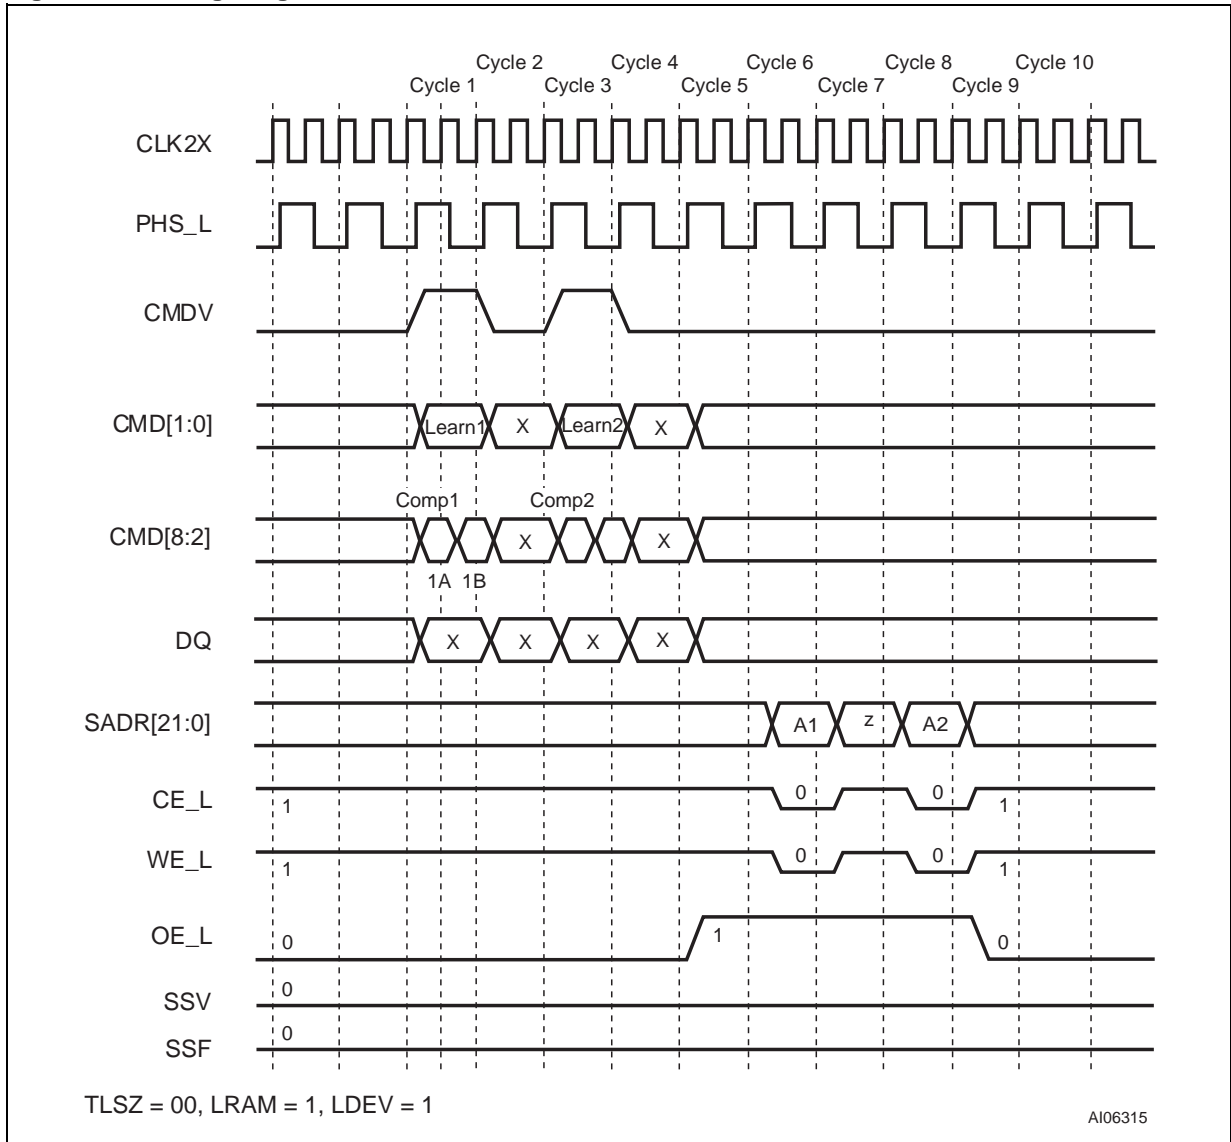 Cycle 2 Cycle 4 Cycle 6 Cycle 8 Cycle 10
Cycle 1 Cycle 3 Cycle 5 Cycle 7 Cycle 9
CLK2X
PHS_L
CMDV
CMD[1:0] Learn1 X Learn2 X
Comp1 Comp2
CMD[8:2] X X
1A 1B
DQ X X X X
SADR[21:0] A1 z A2
CE_L 1 0 0 1
WE_L 1 0 0 1
OE_L 0 1 0
SSV 0
SSF 0
TLSZ = 00, LRAM = 1, LDEV = 1
AI06315